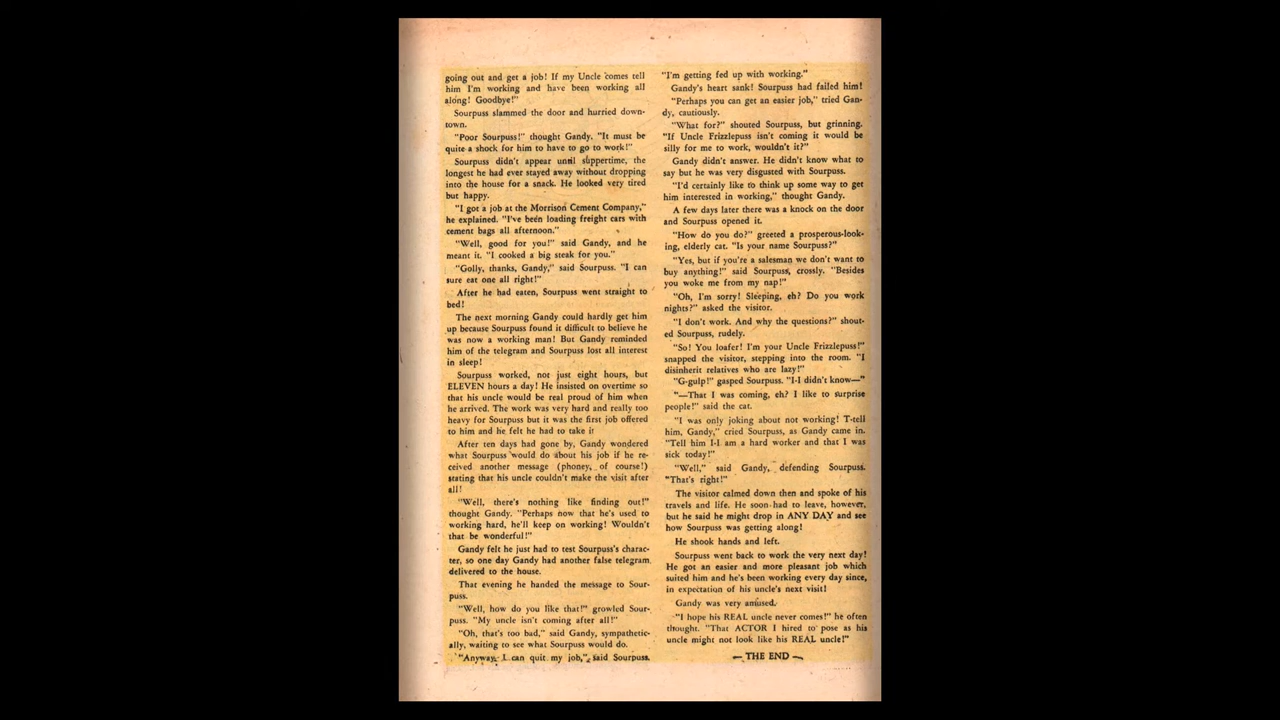 going out and get a job! If my Uncle comes tell
him I'm working and have been working all
along! Goodbye!"
Sourpuss slammed the door and hurried down-
town.
"Poor Sourpuss!" thought Gandy. "It must be
quite a shock for him to have to go to work!"
Sourpuss didn't appear until suppertime, the
longest he had ever stayed away without dropping
into the house for a snack. He looked very tired
but happy.
"I got a job at the Morrison Cement Company,"
he explained. "I've been loading freight cars with
cement bags all afternoon."
"Well, good for you!" said Gandy, and he
meant it. "I cooked a big steak for you."
"Golly, thanks, Gandy," said Sourpuss. "I can
sure eat one all right!"
After he had eaten, Sourpuss went straight to
bed!
The next morning Gandy could hardly get him
up because Sourpuss found it difficult to believe he
was now a working man! But Gandy reminded
him of the telegram and Sourpuss lost all interest
in sleep!
Sourpuss worked, not just eight hours, but
ELEVEN hours a day! He insisted on overtime so
that his uncle would be real proud of him when
he arrived. The work was very hard and really too
heavy for Sourpuss but it was the first job offered
to him and he felt he had to take it
After ten days had gone by, Gandy wondered
what Sourpuss would do about his job if he re-
ceived another message (phoney, of course!)
stating that his uncle couldn't make the visit after
all!
"Well, there's nothing like finding out!"
thought Gandy. "Perhaps now that he's used to
working hard, he'll keep on working! Wouldn't
that be wonderful!"
Gandy felt he just had to test Sourpuss's charac-
ter, so one day Gandy had another false telegram
delivered to the house.
That evening he handed the message to Sour-
puss.
"Well, how do you like that!" growled Sour-
puss. "My uncle isn't coming after all!"
"Oh, that's too bad," said Gandy, sympathetic-
ally, waiting to see what Sourpuss would do.
"Anyway, I can quit my job," said Sourpuss.
"I'm getting fed up with working."
Gandy's heart sank! Sourpuss had failed him!
"Perhaps you can get an easier job," tried Gan-
dy, cautiously.
"What for?" shouted Sourpuss, but grinning.
"If Uncle Frizzlepuss isn't coming it would be
silly for me to work, wouldn't it?"
Gandy didn't answer. He didn't know what to
say but he was very disgusted with Sourpuss.
"I'd certainly like to think up some way to get
him interested in working," thought Gandy.
A few days later there was a knock on the door
and Sourpuss opened it.
"How do you do?" greeted a prosperous-look-
ing, elderly cat. "Is your name Sourpuss?"
"Yes, but if you're a salesman we don't want to
buy anything!" said Sourpuss, crossly. "Besides
you woke me from my nap!"
"Oh, I'm sorry! Sleeping, eh? Do you work
nights?" asked the visitor.
"I don't work. And why the questions?" shout-
ed Sourpuss, rudely.
"So! You loafer! I'm your Uncle Frizzlepuss!"
snapped the visitor, stepping into the room. "I
disinherit relatives who are lazy!"
"G-gulp!" gasped Sourpuss. "I-I didn't know—"
"—That I was coming, eh? I like to surprise
people!" said the cat.
"I was only joking about not working! T-tell
him, Gandy," cried Sourpuss, as Gandy came in.
"Tell him I-I am a hard worker and that I was
sick today!"
"Well," said Gandy, defending Sourpuss.
"That's right!"
The visitor calmed down then and spoke of his
travels and life. He soon had to leave, however,
but he said he might drop in ANY DAY and see
how Sourpuss was getting along!
He shook hands and left.
Sourpuss went back to work the very next day!
He got an easier and more pleasant job which
suited him and he's been working every day since,
in expectation of his uncle's next visit!
Gandy was very amused.
"I hope his REAL uncle never comes!" he often
thought. "That ACTOR I hired to pose as his
uncle might not look like his REAL uncle!"
— THE END —